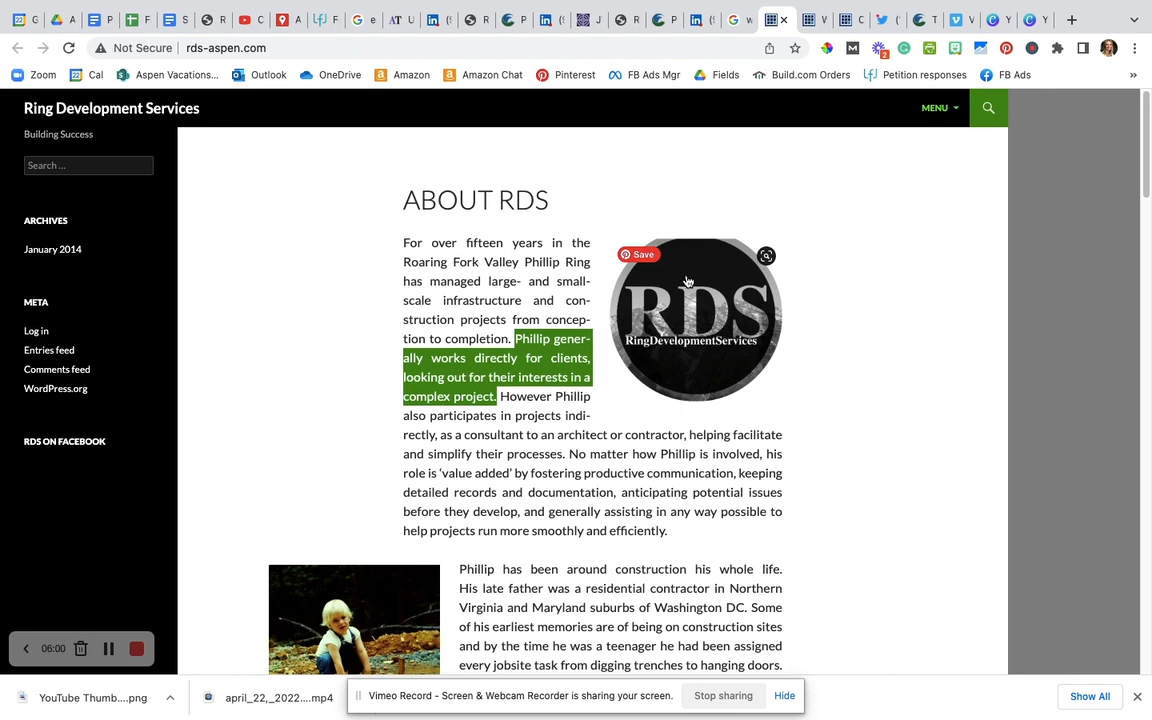 G
A
P
F
S
R
C
A
F
e
AT U
(
R
P
(
J
R
P
(
w
W
C
(
T
V
Y
Y
Not Secure
rds-aspen.com
2
Zoom
22 Cal
Aspen Vacations...
Outlook
OneDrive
Amazon
Amazon Chat
Pinterest
FB Ads Mgr
Fields
Build.com Orders
Petition responses
FB Ads
»
Ring Development Services
MENU
Building Success
Search ...
ARCHIVES
January 2014
META
Log in
Entries feed
Comments feed
WordPress.org
RDS ON FACEBOOK
ABOUT RDS
For over fifteen years in the
Roaring Fork Valley Phillip Ring
has managed large- and small-
scale infrastructure and con-
struction projects from concep-
tion to completion. Phillip gener-
ally works directly for clients,
looking out for their interests in a
complex project. However Phillip
also participates in projects indi-
rectly, as a consultant to an architect or contractor, helping facilitate
and simplify their processes. No matter how Phillip is involved, his
role is ‘value added’ by fostering productive communication, keeping
detailed records and documentation, anticipating potential issues
before they develop, and generally assisting in any way possible to
help projects run more smoothly and efficiently.
Save
RDS
RingDevelopmentServices
Phillip has been around construction his whole life.
His late father was a residential contractor in Northern
Virginia and Maryland suburbs of Washington DC. Some
of his earliest memories are of being on construction sites
and by the time he was a teenager he had been assigned
every jobsite task from digging trenches to hanging doors.
06:00
YouTube Thumb....png
april_22,_2022....mp4
Vimeo Record - Screen & Webcam Recorder is sharing your screen.
Stop sharing
Hide
Show All